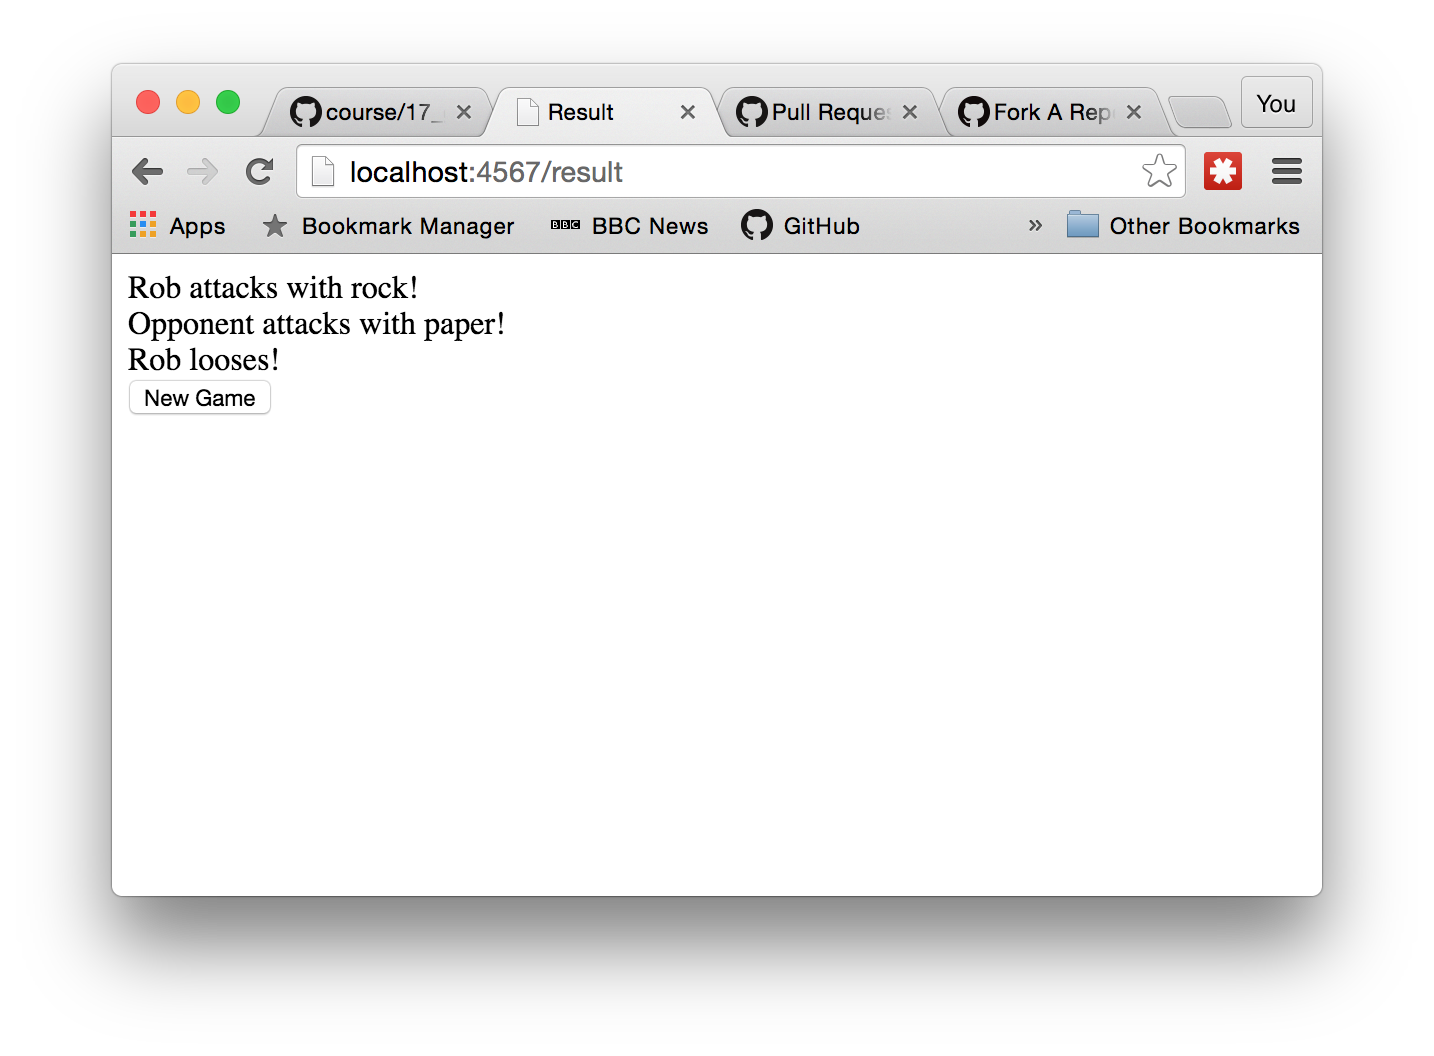 course/17_
Result
Pull Reques
Fork A Rep
You
localhost:4567/result
Apps
Bookmark Manager
BBC
BBC News
GitHub
»
Other Bookmarks
Rob attacks with rock!
Opponent attacks with paper!
Rob looses!
New Game